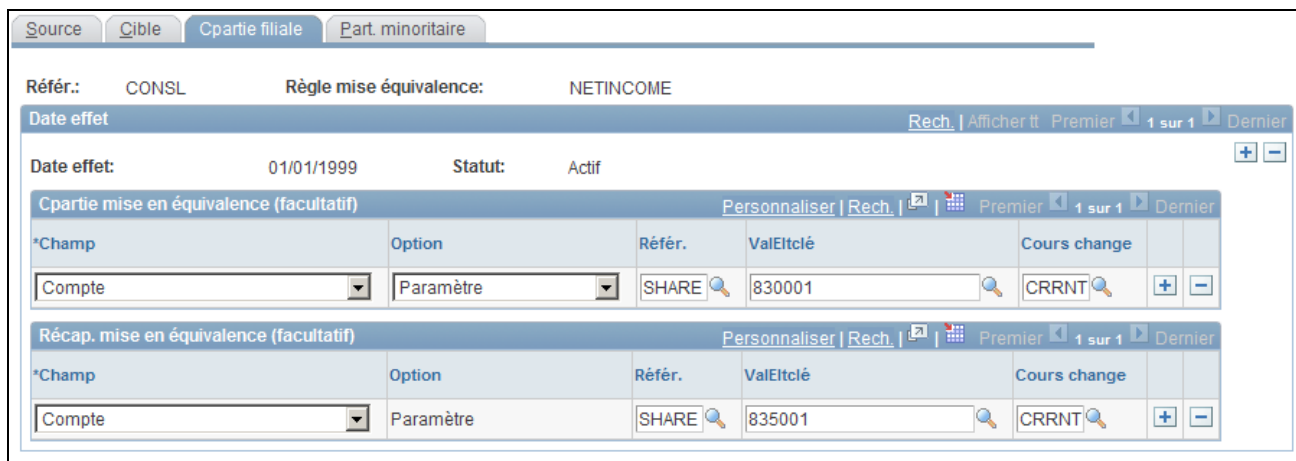 Source Cible Cpartie filiale Part. minoritaire
Référ.: CONSL Règle mise équivalence: NETINCOME
Date effet Rech. | Afficher tt Premier 1 sur 1 Dernier
Date effet: 01/01/1999 Statut: Actif
Cpartie mise en équivalence (facultatif) Personnaliser | Rech. | | Premier 1 sur 1 Dernier
*Champ Option Référ. ValEltclé Cours change
Compte Paramètre SHARE 830001 CRRNT
Récap. mise en équivalence (facultatif) Personnaliser | Rech. | | Premier 1 sur 1 Dernier
*Champ Option Référ. ValEltclé Cours change
Compte Paramètre SHARE 835001 CRRNT